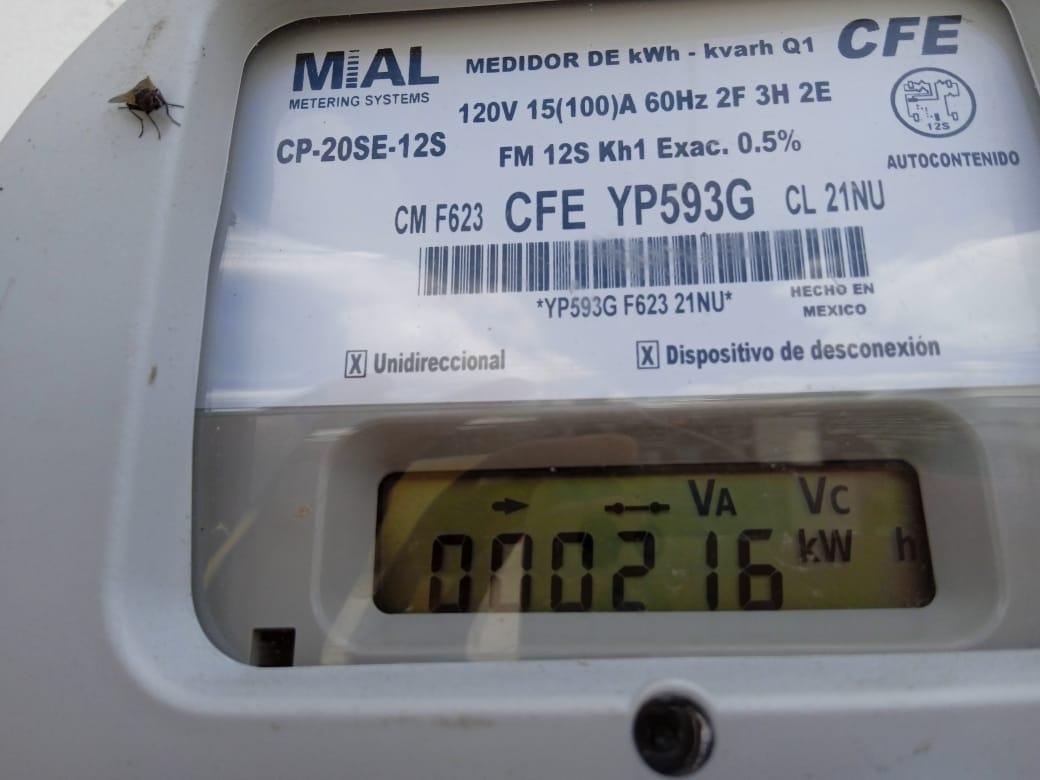 MIAL MEDIDOR DE kWh - kvarh Q1 CFE
METERING SYSTEMS 120V 15(100)A 60Hz 2F 3H 2E
12S
CP-20SE-12S FM 12S Kh1 Exac. 0.5% AUTOCONTENIDO
CM F623 CFE YP593G CL 21NU
*YP593G F623 21NU* HECHO EN
MEXICO
X Unidireccional X Dispositivo de desconexión
VA VC
000216 kW h